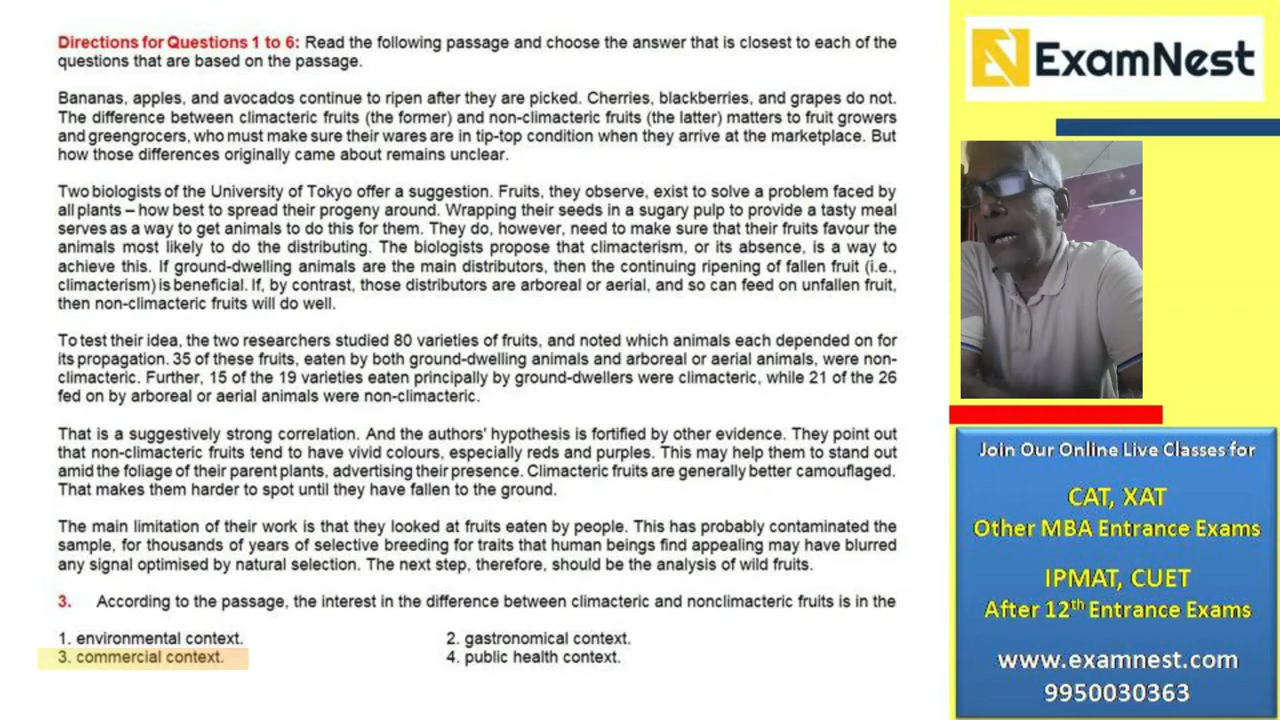 Directions for Questions 1 to 6: Read the following passage and choose the answer that is closest to each of the
questions that are based on the passage.
Bananas, apples, and avocados continue to ripen after they are picked. Cherries, blackberries, and grapes do not.
The difference between climacteric fruits (the former) and non-climacteric fruits (the latter) matters to fruit growers
and greengrocers, who must make sure their wares are in tip-top condition when they arrive at the marketplace. But
how those differences originally came about remains unclear.
Two biologists of the University of Tokyo offer a suggestion. Fruits, they observe, exist to solve a problem faced by
all plants – how best to spread their progeny around. Wrapping their seeds in a sugary pulp to provide a tasty meal
serves as a way to get animals to do this for them. They do, however, need to make sure that their fruits favour the
animals most likely to do the distributing. The biologists propose that climacterism, or its absence, is a way to
achieve this. If ground-dwelling animals are the main distributors, then the continuing ripening of fallen fruit (i.e.,
climacterism) is beneficial. If, by contrast, those distributors are arboreal or aerial, and so can feed on unfallen fruit,
then non-climacteric fruits will do well.
To test their idea, the two researchers studied 80 varieties of fruits, and noted which animals each depended on for
its propagation. 35 of these fruits, eaten by both ground-dwelling animals and arboreal or aerial animals, were non-
climacteric. Further, 15 of the 19 varieties eaten principally by ground-dwellers were climacteric, while 21 of the 26
fed on by arboreal or aerial animals were non-climacteric.
That is a suggestively strong correlation. And the authors' hypothesis is fortified by other evidence. They point out
that non-climacteric fruits tend to have vivid colours, especially reds and purples. This may help them to stand out
amid the foliage of their parent plants, advertising their presence. Climacteric fruits are generally better camouflaged.
That makes them harder to spot until they have fallen to the ground.
The main limitation of their work is that they looked at fruits eaten by people. This has probably contaminated the
sample, for thousands of years of selective breeding for traits that human beings find appealing may have blurred
any signal optimised by natural selection. The next step, therefore, should be the analysis of wild fruits.
3. According to the passage, the interest in the difference between climacteric and nonclimacteric fruits is in the
1. environmental context. 2. gastronomical context.
3. commercial context. 4. public health context.
ExamNest
Join Our Online Live Classes for
CAT, XAT
Other MBA Entrance Exams
IPMAT, CUET
After 12th Entrance Exams
www.examnest.com
9950030363